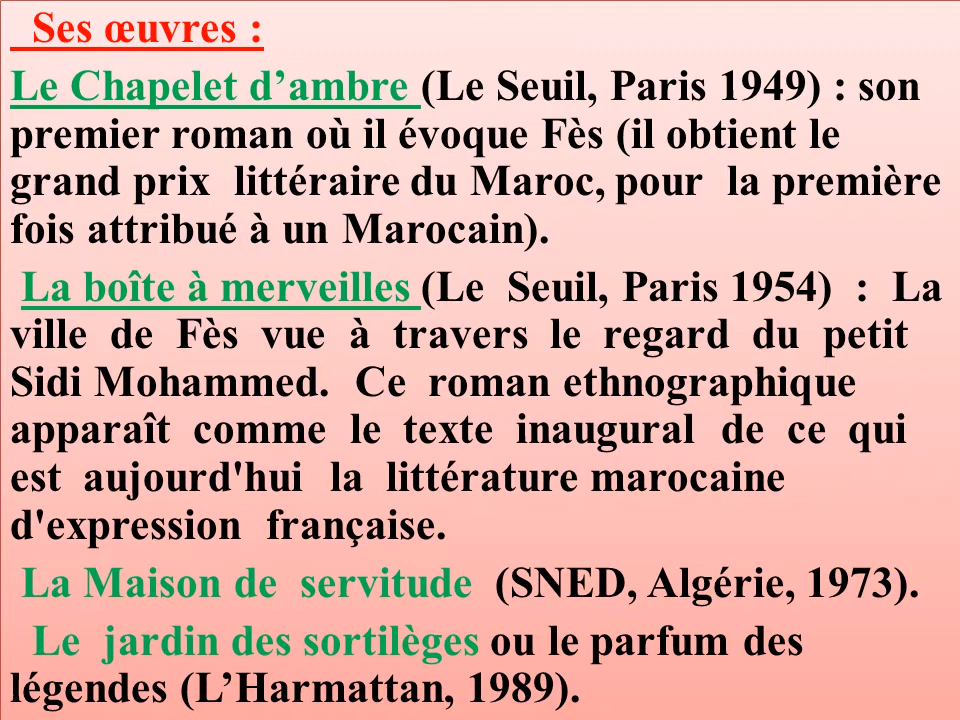 Ses œuvres :
Le Chapelet d’ambre (Le Seuil, Paris 1949) : son
premier roman où il évoque Fès (il obtient le
grand prix littéraire du Maroc, pour la première
fois attribué à un Marocain).
La boîte à merveilles (Le Seuil, Paris 1954) : La
ville de Fès vue à travers le regard du petit
Sidi Mohammed. Ce roman ethnographique
apparaît comme le texte inaugural de ce qui
est aujourd'hui la littérature marocaine
d'expression française.
La Maison de servitude (SNED, Algérie, 1973).
Le jardin des sortilèges ou le parfum des
légendes (L’Harmattan, 1989).